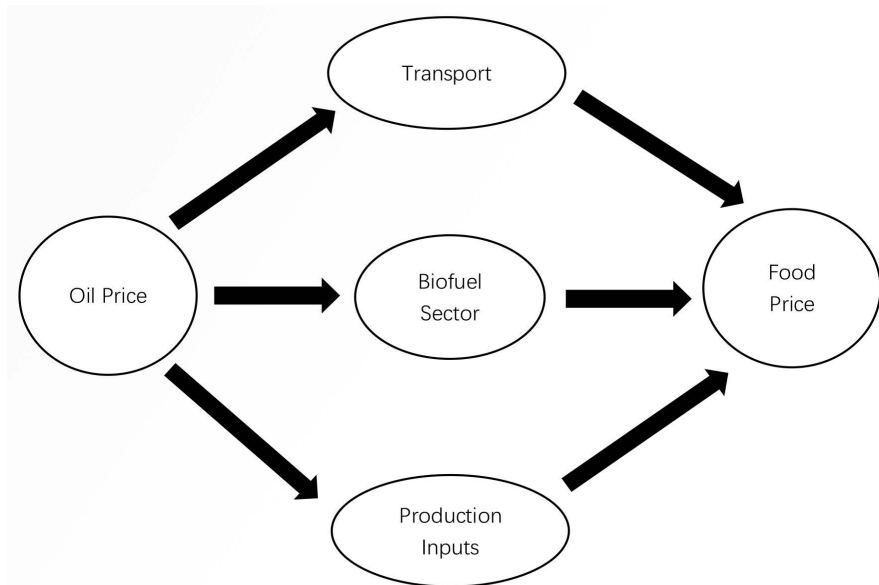 Transport
Oil Price
Biofuel
Sector
Food
Price
Production
Inputs